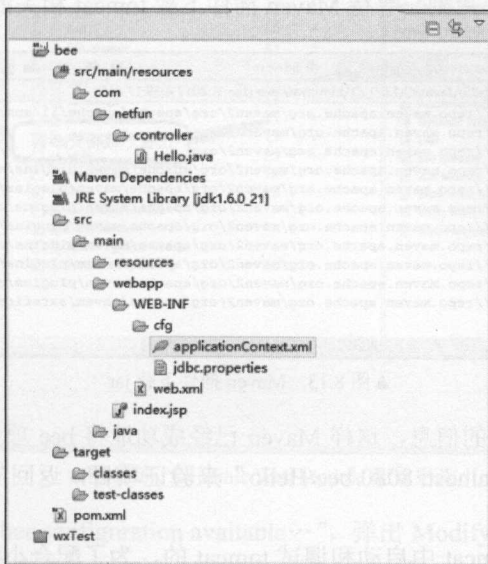 bee
src/main/resources
com
netfun
controller
Hello.java
Maven Dependencies
JRE System Library [jdk1.6.0_21]
src
main
resources
webapp
WEB-INF
cfg
applicationContext.xml
jdbc.properties
web.xml
index.jsp
java
target
classes
test-classes
pom.xml
wxTest